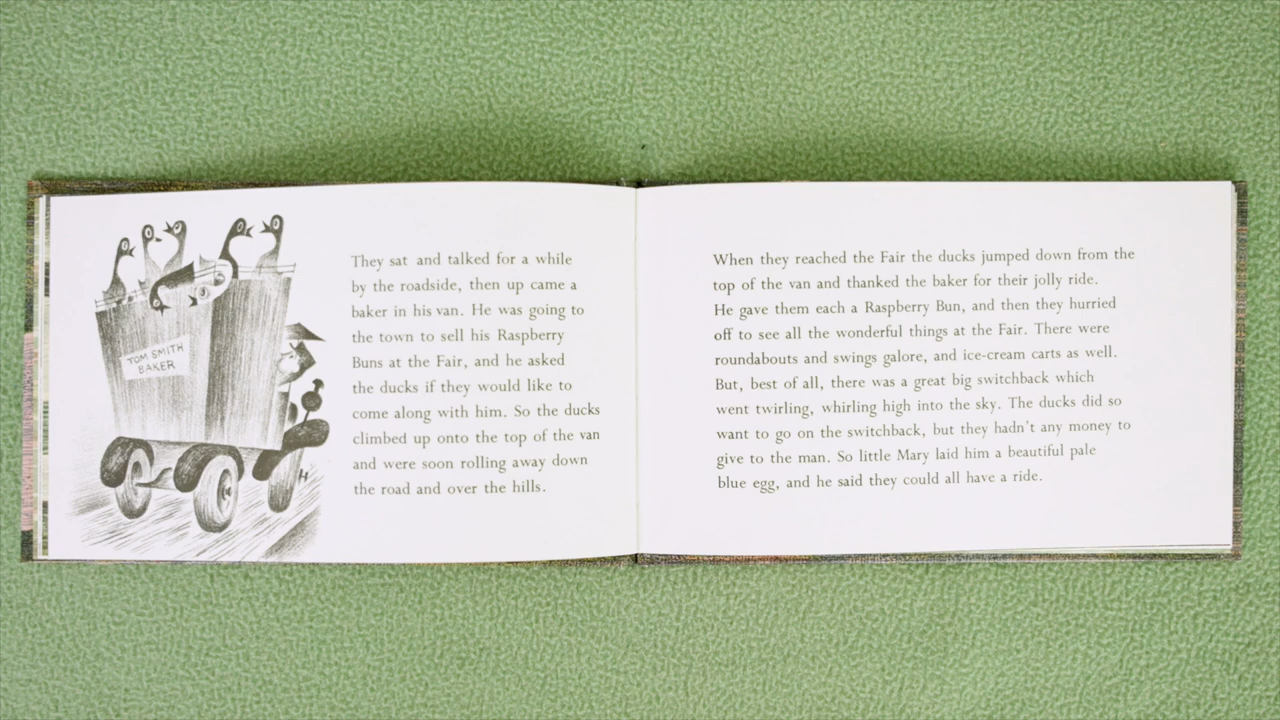 TOM SMITH
BAKER
They sat and talked for a while
by the roadside, then up came a
baker in his van. He was going to
the town to sell his Raspberry
Buns at the Fair, and he asked
the ducks if they would like to
come along with him. So the ducks
climbed up onto the top of the van
and were soon rolling away down
the road and over the hills.
When they reached the Fair the ducks jumped down from the
top of the van and thanked the baker for their jolly ride.
He gave them each a Raspberry Bun, and then they hurried
off to see all the wonderful things at the Fair. There were
roundabouts and swings galore, and ice-cream carts as well.
But, best of all, there was a great big switchback which
went twirling, whirling high into the sky. The ducks did so
want to go on the switchback, but they hadn't any money to
give to the man. So little Mary laid him a beautiful pale
blue egg, and he said they could all have a ride.